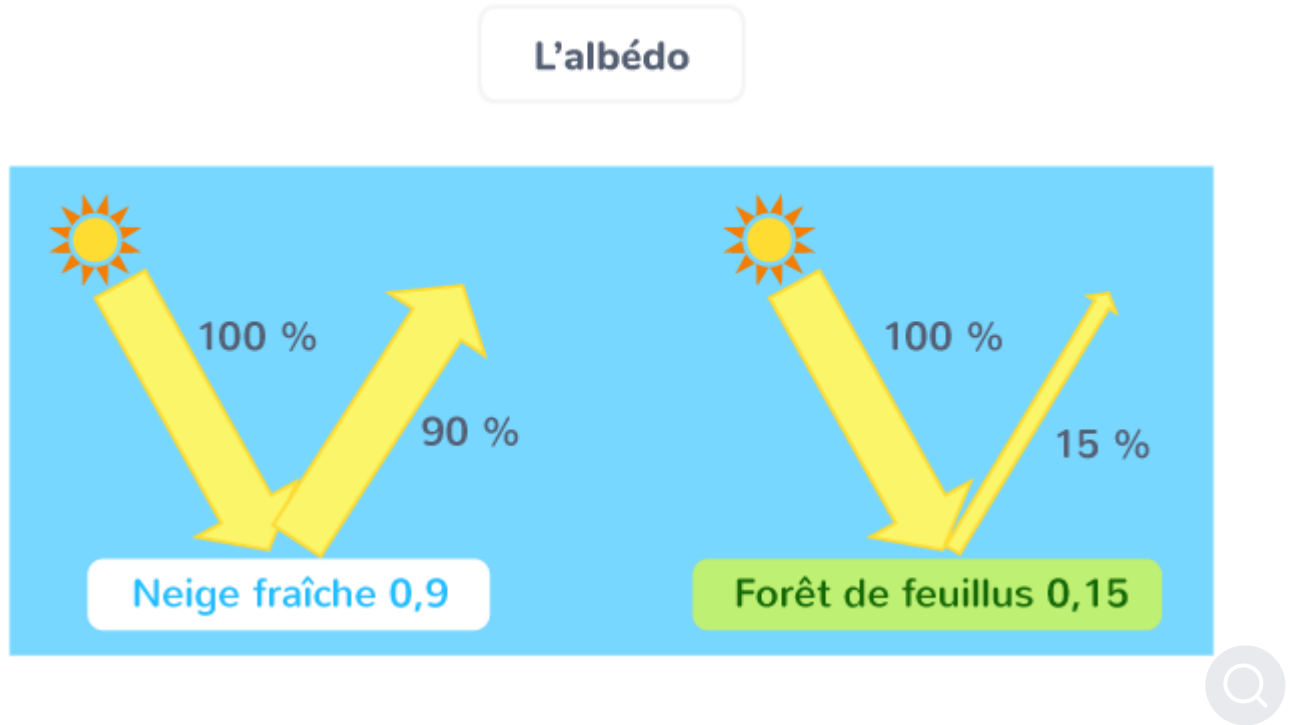 L’albédo
100 %
90 %
Neige fraîche 0,9
100 %
15 %
Forêt de feuillus 0,15